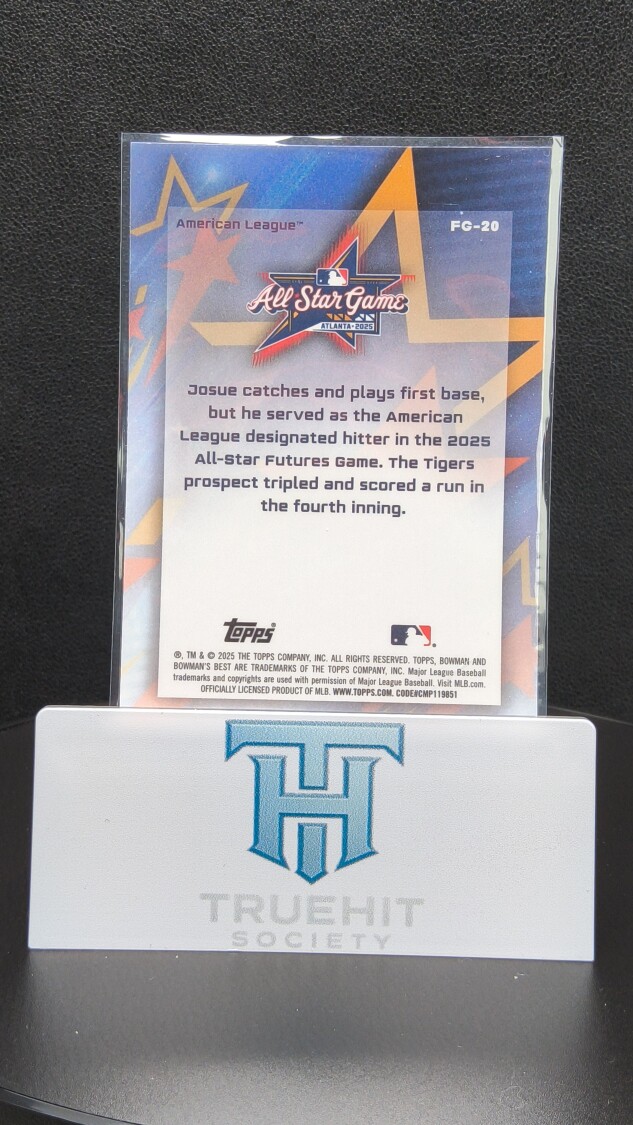 American League™
FG-20
All Star Game
ATLANTA • 2025
Josue catches and plays first base,
but he served as the American
League designated hitter in the 2025
All-Star Futures Game. The Tigers
prospect tripled and scored a run in
the fourth inning.
topps®
®, TM & © 2025 THE TOPPS COMPANY, INC. ALL RIGHTS RESERVED. TOPPS, BOWMAN AND
BOWMAN'S BEST ARE TRADEMARKS OF THE TOPPS COMPANY, INC. Major League Baseball
trademarks and copyrights are used with permission of Major League Baseball. Visit MLB.com.
OFFICIALLY LICENSED PRODUCT OF MLB. WWW.TOPPS.COM. CODE#CMP119851
TH
TRUEHIT
SOCIETY